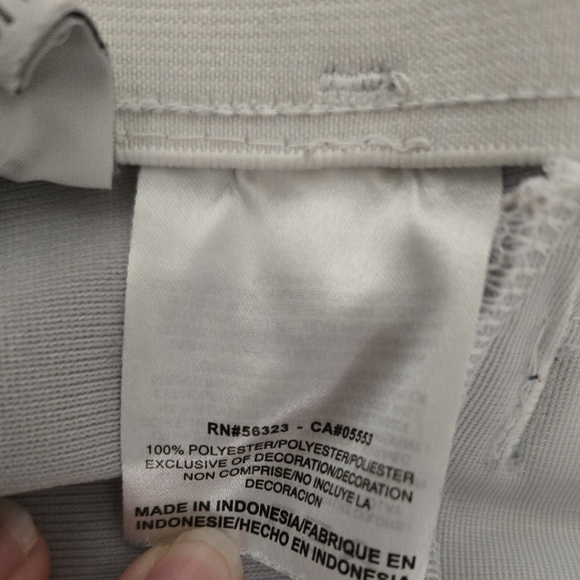 RN#56323 - CA#05553
100% POLYESTER/POLYESTER/POLIESTER
EXCLUSIVE OF DECORATION/DECORATION
NON COMPRISE/NO INCLUYE LA
DECORACION
MADE IN INDONESIA/FABRIQUE EN
INDONESIE/HECHO EN INDONESIA